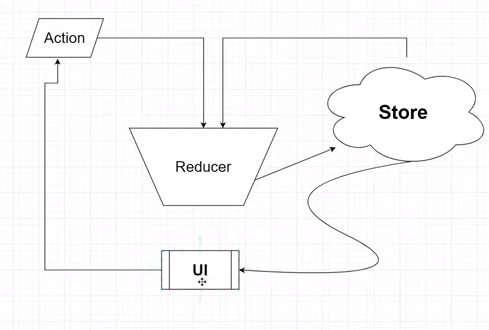 Action
Store
Reducer
UI